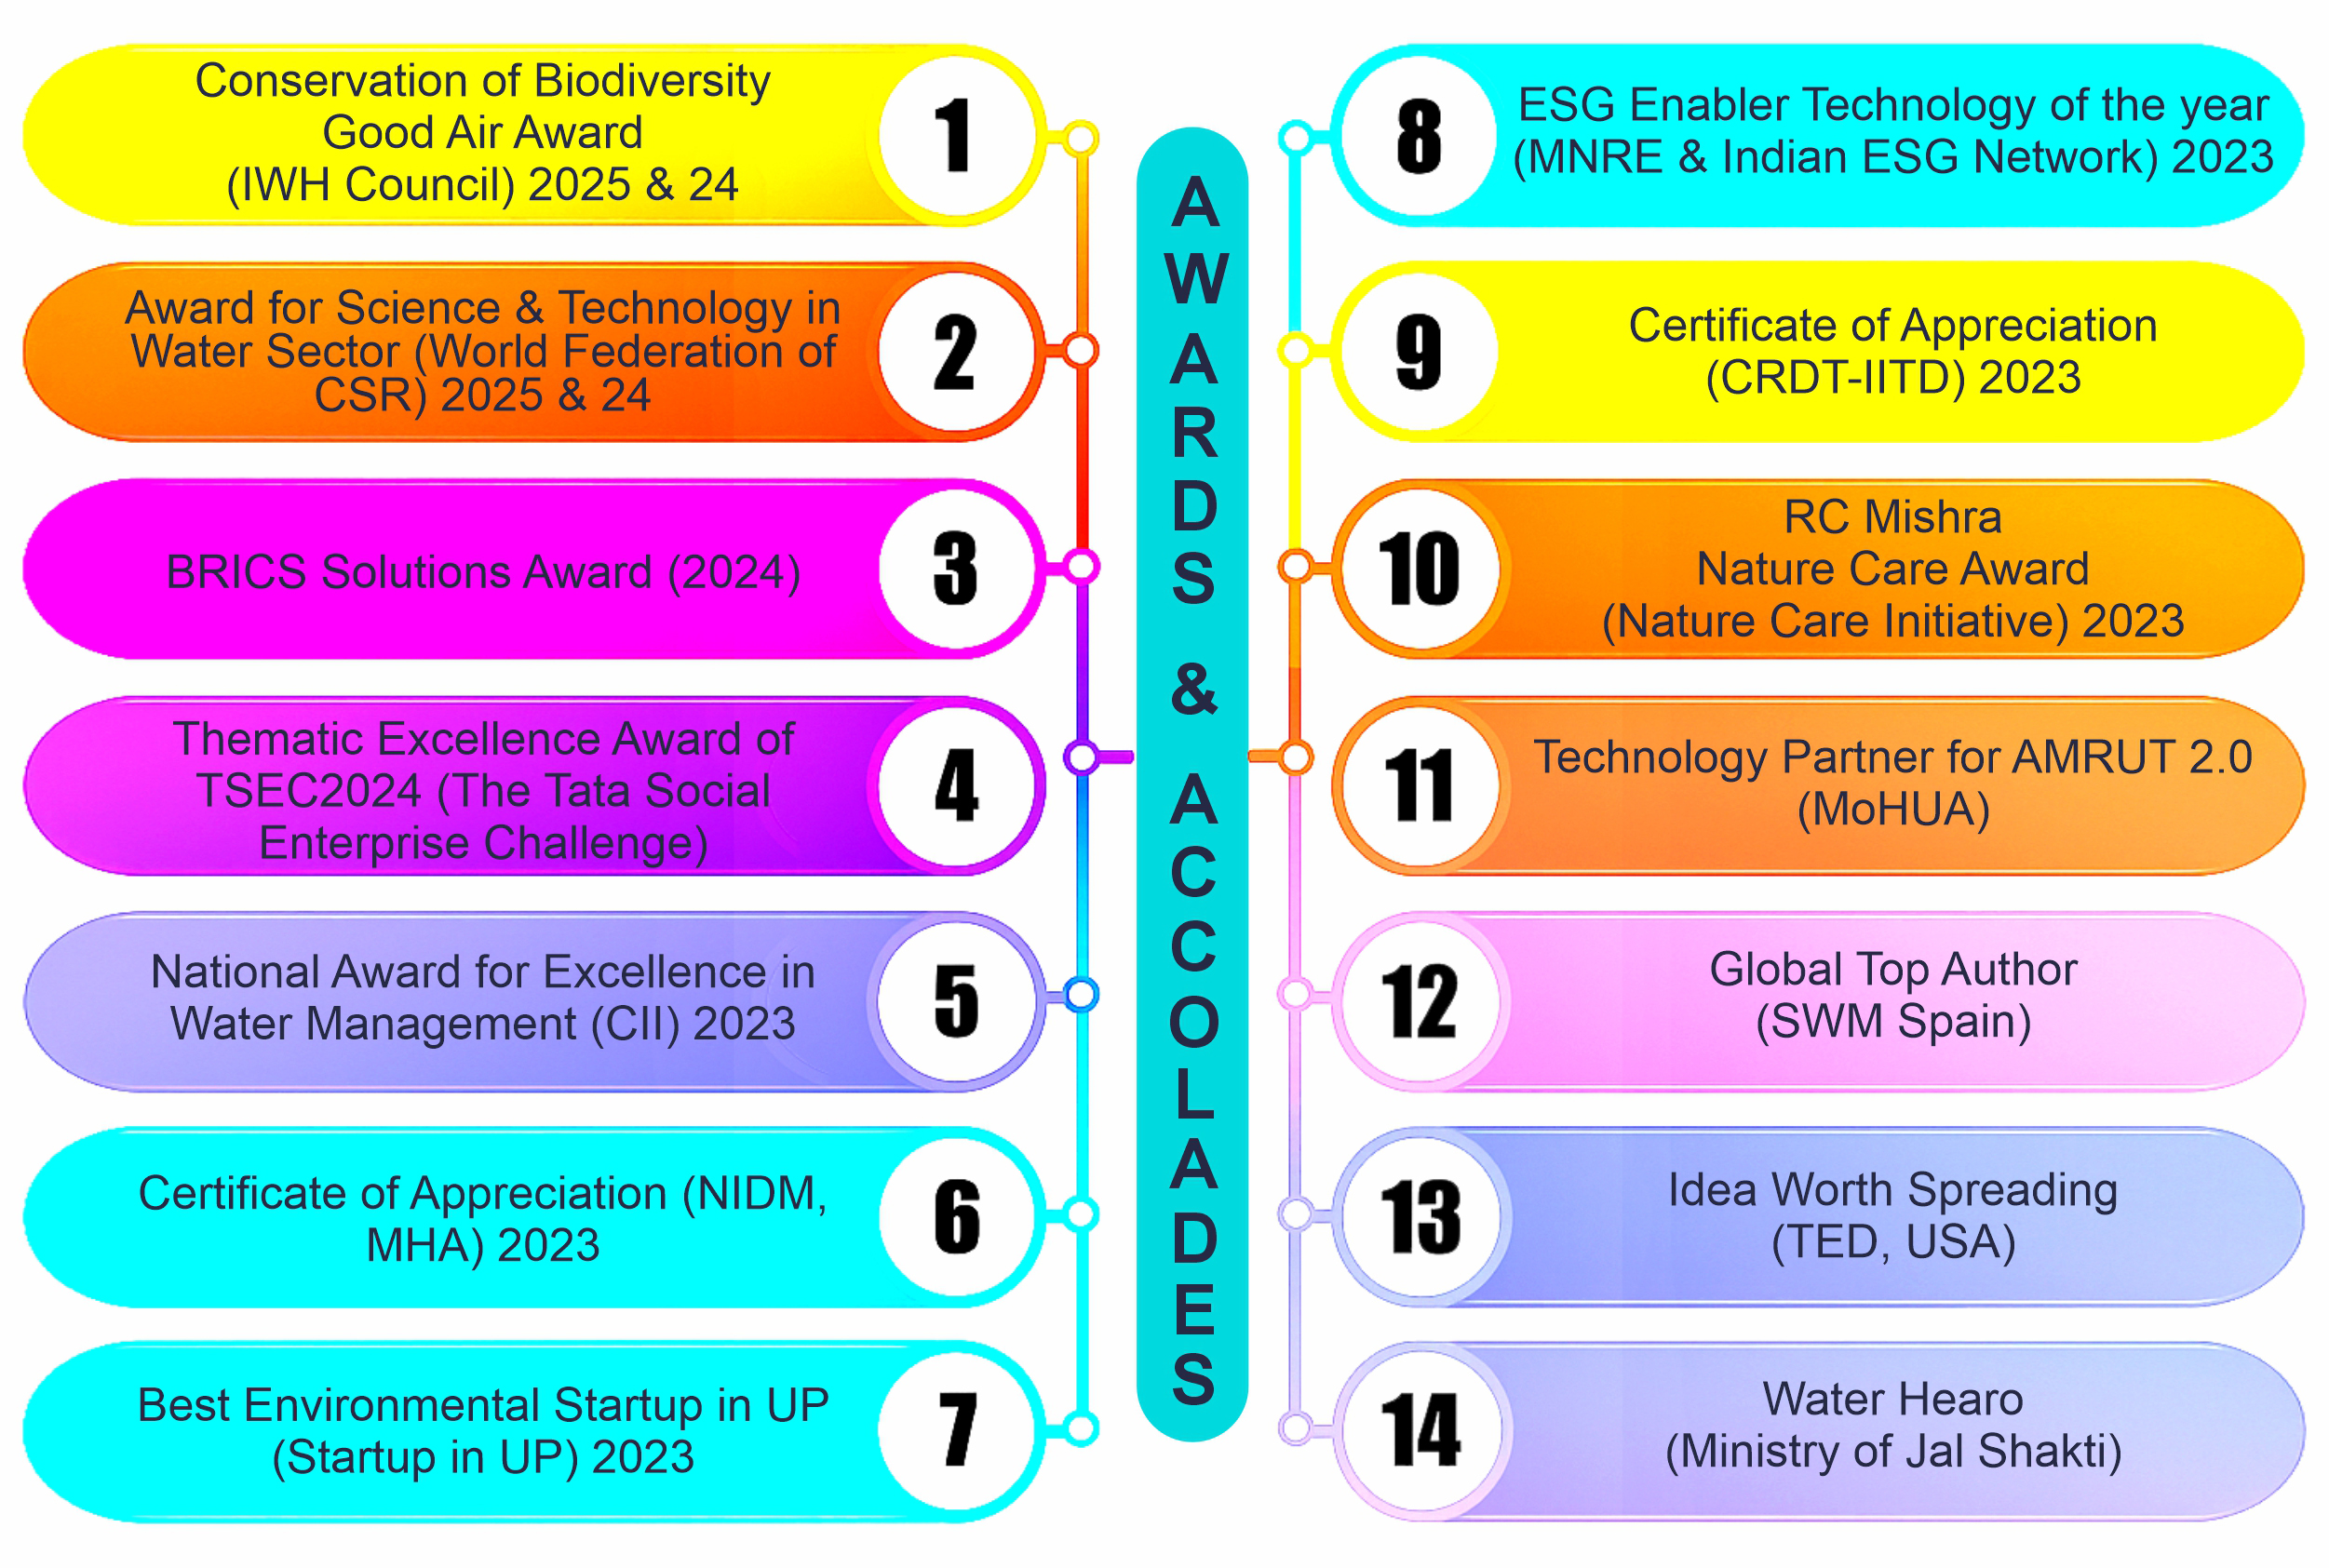 Conservation of Biodiversity
Good Air Award
(IWH Council) 2025 & 24
1
Award for Science & Technology in
Water Sector (World Federation of
CSR) 2025 & 24
2
BRICS Solutions Award (2024)
3
Thematic Excellence Award of
TSEC2024 (The Tata Social
Enterprise Challenge)
4
National Award for Excellence in
Water Management (CII) 2023
5
Certificate of Appreciation (NIDM,
MHA) 2023
6
Best Environmental Startup in UP
(Startup in UP) 2023
7
AWARDS & ACCOLADES
8
ESG Enabler Technology of the year
(MNRE & Indian ESG Network) 2023
9
Certificate of Appreciation
(CRDT-IITD) 2023
10
RC Mishra
Nature Care Award
(Nature Care Initiative) 2023
11
Technology Partner for AMRUT 2.0
(MoHUA)
12
Global Top Author
(SWM Spain)
13
Idea Worth Spreading
(TED, USA)
14
Water Hearo
(Ministry of Jal Shakti)